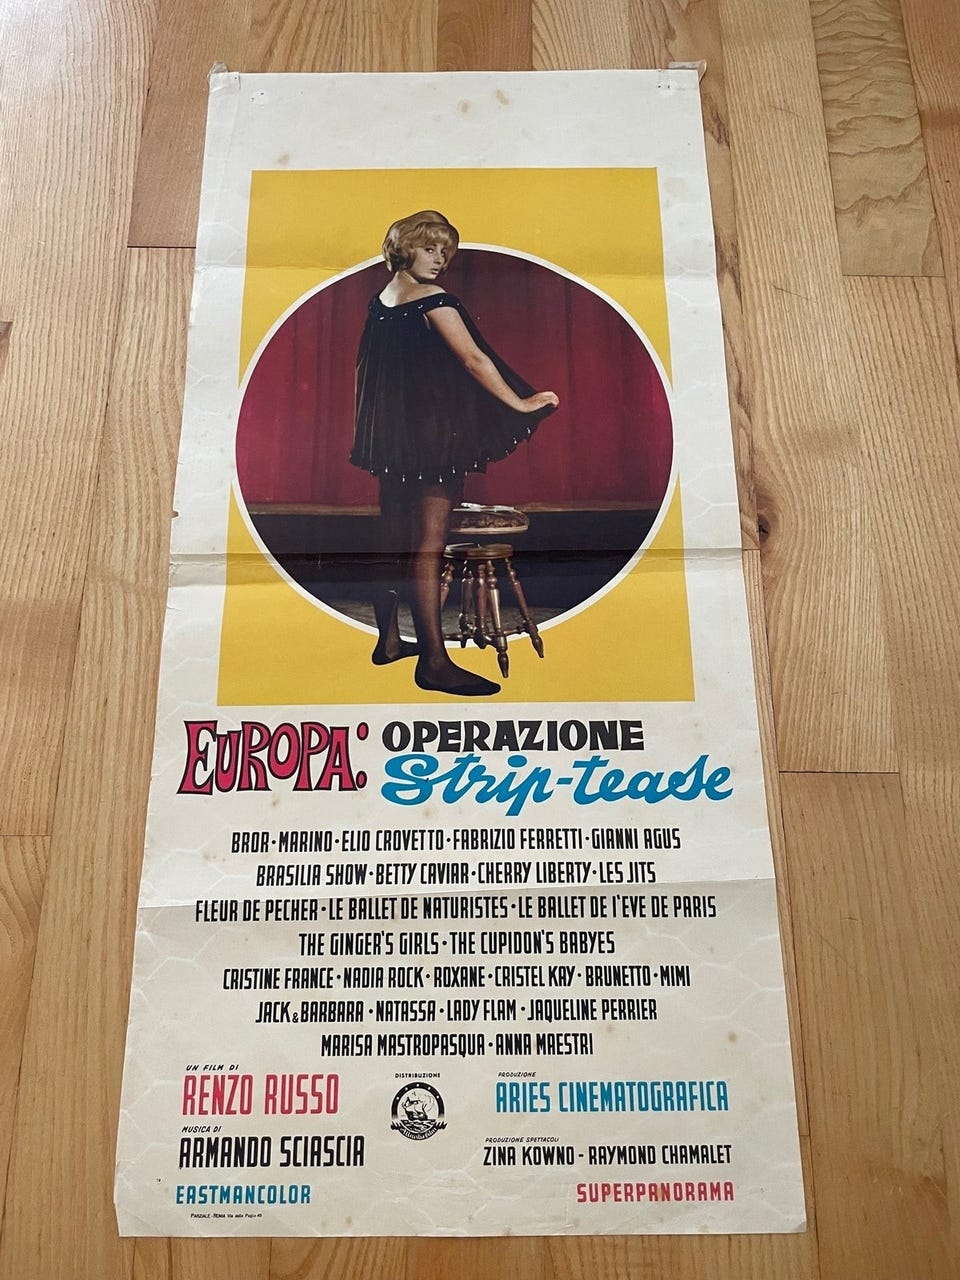 EUROPA: OPERAZIONE
Strip-tease
BROR • MARINO • ELIO CROVETTO • FABRIZIO FERRETTI • GIANNI AGUS
BRASILIA SHOW • BETTY CAVIAR • CHERRY LIBERTY • LES JITS
FLEUR DE PECHER • LE BALLET DE NATURISTES • LE BALLET DE l'EVE DE PARIS
THE GINGER'S GIRLS • THE CUPIDON'S BABYES
CRISTINE FRANCE • NADIA ROCK • ROXANE • CRISTEL KAY • BRUNETTO • MIMI
JACK & BARBARA • NATASSA • LADY FLAM • JAQUELINE PERRIER
MARISA MASTROPASQUA • ANNA MAESTRI
UN FILM DI
RENZO RUSSO
DISTRIBUZIONE
PRODUZIONE
ARIES CINEMATOGRAFICA
MUSICA DI
ARMANDO SCIASCIA
PRODUZIONE SPETTACOLI
ZINA KOWNO - RAYMOND CHAMALET
EASTMANCOLOR
SUPERPANORAMA
ROMA Via delle